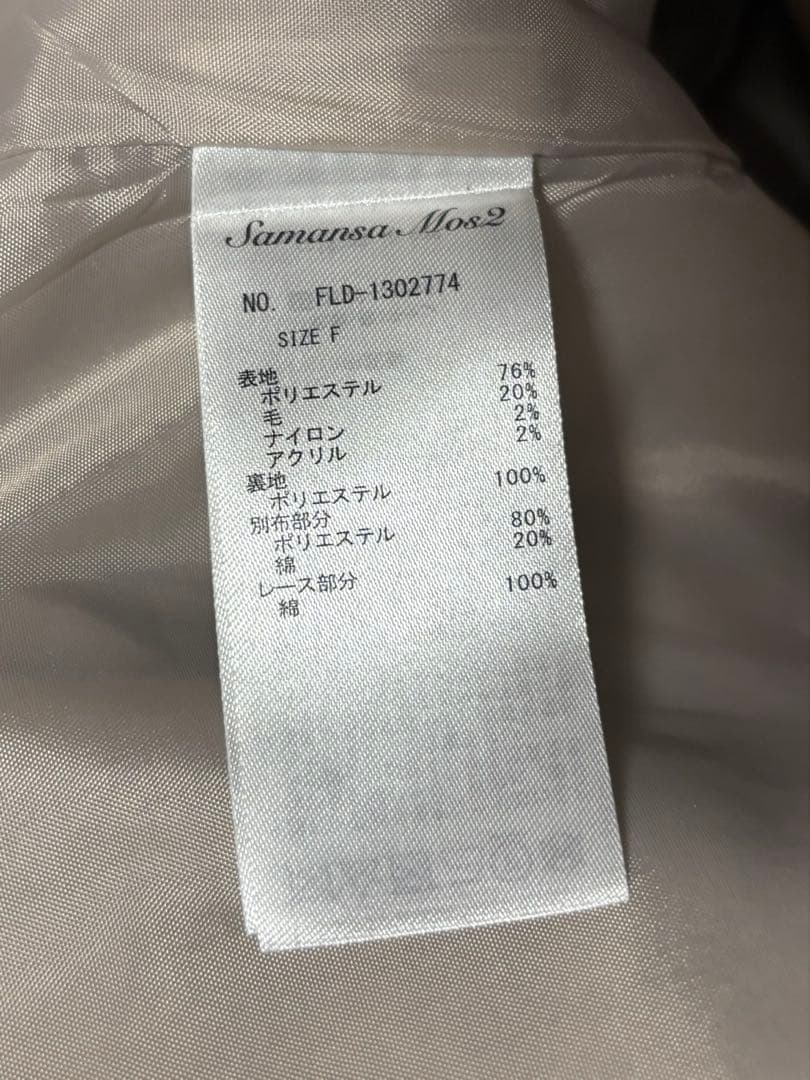 Samansa Mos2
NO. FLD-1302774
SIZE F
表地
ポリエステル 76%
毛 20%
ナイロン 2%
アクリル 2%
裏地
ポリエステル 100%
別布部分
ポリエステル 80%
綿 20%
レース部分
綿 100%